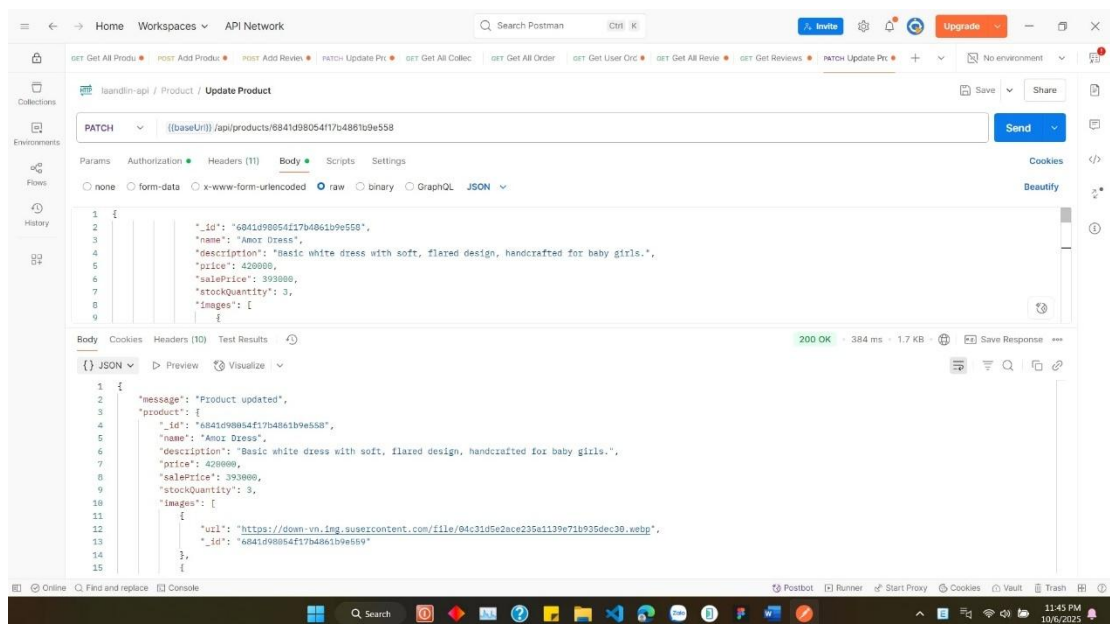 Home Workspaces API Network Search Postman Ctrl K Invite Upgrade
GET Get All Produ POST Add Produc POST Add Review PATCH Update Prc GET Get All Collec GET Get All Order GET Get User Orc GET Get All Revie GET Get Reviews PATCH Update Prc No environment
laandlin-api / Product / Update Product Save Share
Collections
Environments
Flows
History
PATCH {{baseUrl}} /api/products/6841d98054f17b4861b9e558 Send
Params Authorization Headers (11) Body Scripts Settings Cookies
none form-data x-www-form-urlencoded raw binary GraphQL JSON Beautify
1 {
2 "_id": "6841d98054f17b4861b9e558",
3 "name": "Amor Dress",
4 "description": "Basic white dress with soft, flared design, handcrafted for baby girls.",
5 "price": 420000,
6 "salePrice": 393000,
7 "stockQuantity": 3,
8 "images": [
9 {
Body Cookies Headers (10) Test Results 200 OK 384 ms 1.7 KB Save Response
{} JSON Preview Visualize
1 {
2 "message": "Product updated",
3 "product": {
4 "_id": "6841d98054f17b4861b9e558",
5 "name": "Amor Dress",
6 "description": "Basic white dress with soft, flared design, handcrafted for baby girls.",
7 "price": 420000,
8 "salePrice": 393000,
9 "stockQuantity": 3,
10 "images": [
11 {
12 "url": "https://down-vn.img.susercontent.com/file/04c31d5e2ace235a1139e71b935dec30.webp",
13 "_id": "6841d98054f17b4861b9e559"
14 },
15 {
Online Find and replace Console Postbot Runner Start Proxy Cookies Vault Trash
Search Zalo 11:45 PM
10/6/2025